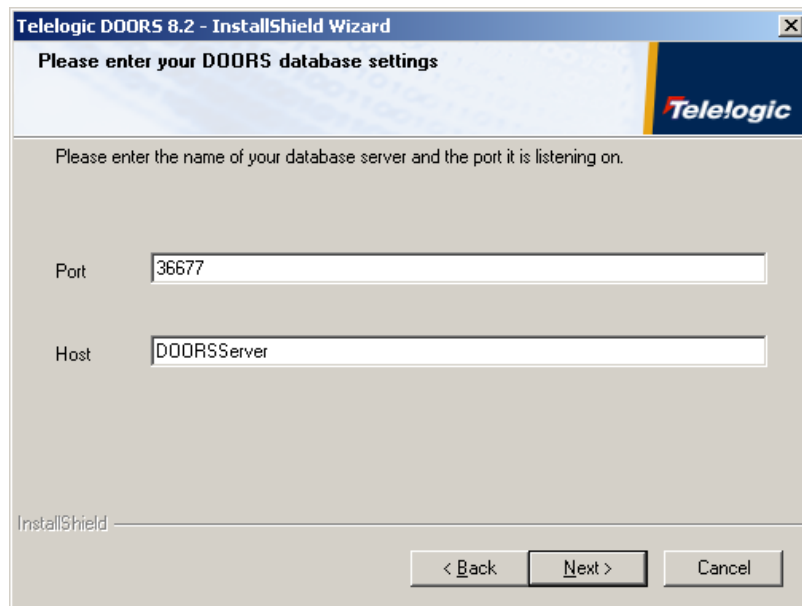 Telelogic DOORS 8.2 - InstallShield Wizard
Please enter your DOORS database settings
Telelogic
Please enter the name of your database server and the port it is listening on.
Port
36677
Host
DOORSServer
InstallShield
< Back
Next >
Cancel